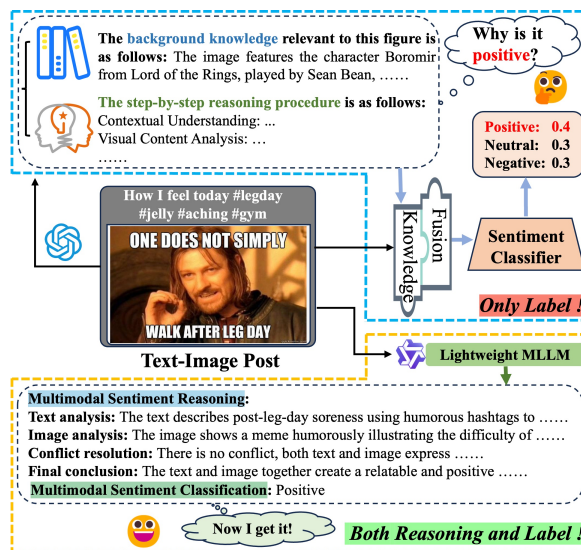 The background knowledge relevant to this figure is
as follows: The image features the character Boromir
from Lord of the Rings, played by Sean Bean, ......
The step-by-step reasoning procedure is as follows:
Contextual Understanding: ...
Visual Content Analysis: ...
......
Why is it
positive?
Positive: 0.4
Neutral: 0.3
Negative: 0.3
How I feel today #legday
#jelly #aching #gym
ONE DOES NOT SIMPLY
WALK AFTER LEG DAY
Text-Image Post
Knowledge
Fusion
Sentiment
Classifier
Only Label !
Lightweight MLLM
Multimodal Sentiment Reasoning:
Text analysis: The text describes post-leg-day soreness using humorous hashtags to ......
Image analysis: The image shows a meme humorously illustrating the difficulty of ......
Conflict resolution: There is no conflict, both text and image express ......
Final conclusion: The text and image together create a relatable and positive ......
Multimodal Sentiment Classification: Positive
Now I get it!
Both Reasoning and Label !